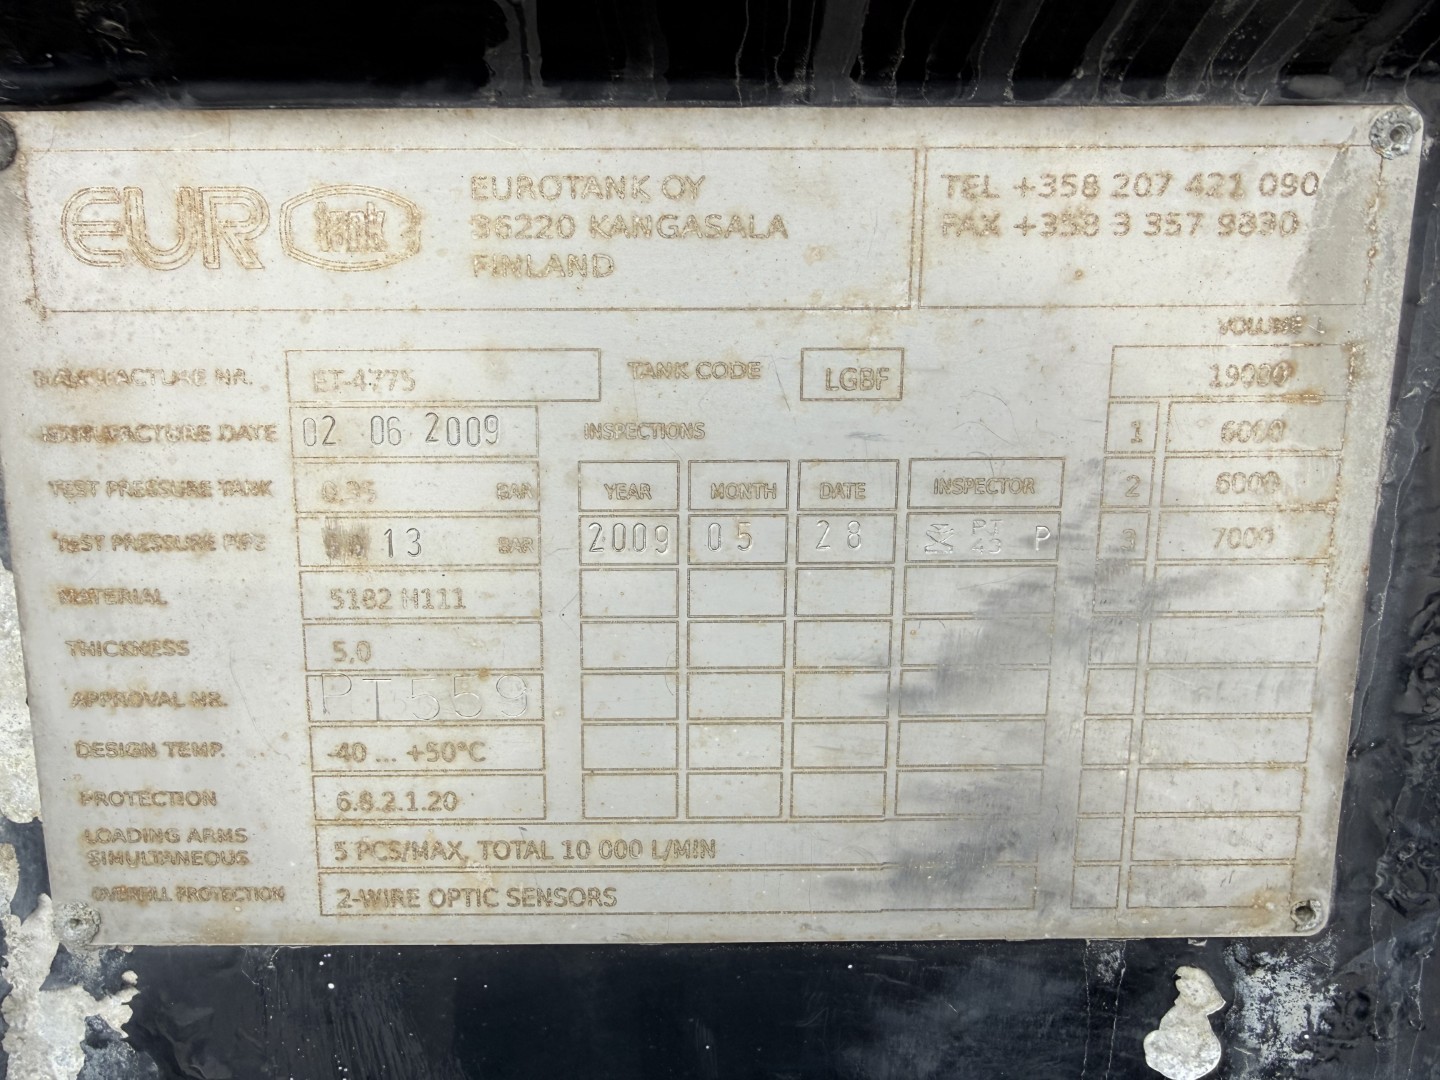 EURO tank
EUROTANK OY
36220 KANGASALA
FINLAND
TEL +358 207 421 090
FAX +358 3 357 9830
VOLUME L
MANUFACTURE NR. ET-4775 TANK CODE LGBF 19000
MANUFACTURE DATE 02 06 2009 INSPECTIONS 1 6000
TEST PRESSURE TANK 0,35 BAR YEAR MONTH DATE INSPECTOR 2 6000
TEST PRESSURE PIPE 13 BAR 2009 05 28 PT 43 P 3 7000
MATERIAL 5182 H111
THICKNESS 5,0
APPROVAL NR. PT559
DESIGN TEMP. -40 ... +50°C
PROTECTION 6.8.2.1.20
LOADING ARMS
SIMULTANEOUS 5 PCS/MAX, TOTAL 10 000 L/MIN
OVERFILL PROTECTION 2-WIRE OPTIC SENSORS